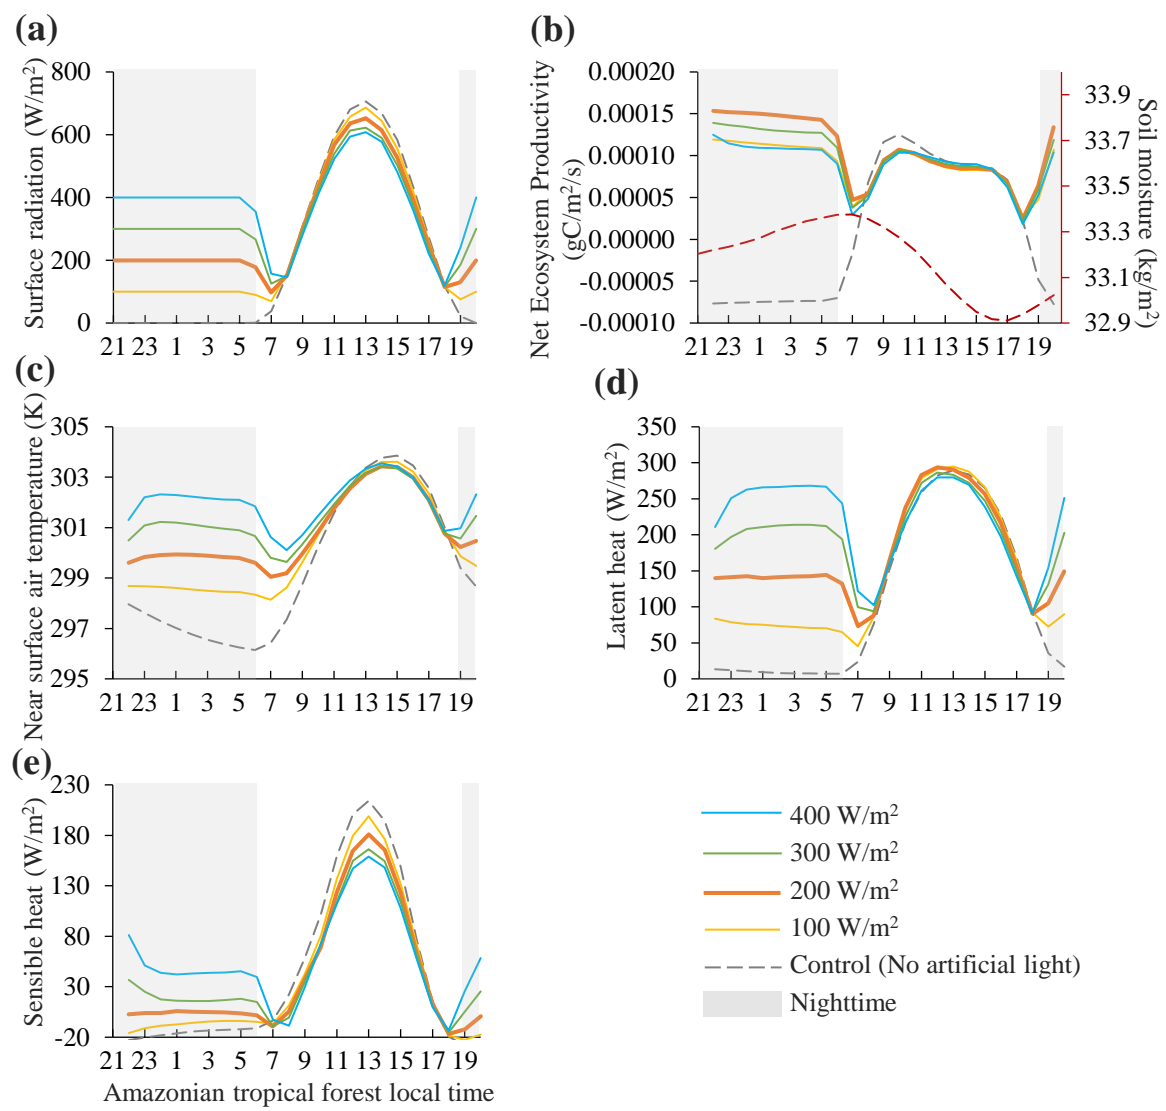 (a)
Surface radiation (W/m²)
800
600
400
200
0
21 23 1 3 5 7 9 11 13 15 17 19
(b)
Net Ecosystem Productivity
(gC/m²/s)
0.00020
0.00015
0.00010
0.00005
0.00000
-0.00005
-0.00010
21 23 1 3 5 7 9 11 13 15 17 19
33.9
33.7
33.5
33.3
33.1
32.9
Soil moisture (kg/m²)
(c)
Near surface air temperature (K)
305
303
301
299
297
295
21 23 1 3 5 7 9 11 13 15 17 19
(d)
Latent heat (W/m²)
350
300
250
200
150
100
50
0
21 23 1 3 5 7 9 11 13 15 17 19
(e)
Sensible heat (W/m²)
230
180
130
80
30
-20
21 23 1 3 5 7 9 11 13 15 17 19
Amazonian tropical forest local time
400 W/m²
300 W/m²
200 W/m²
100 W/m²
Control (No artificial light)
Nighttime